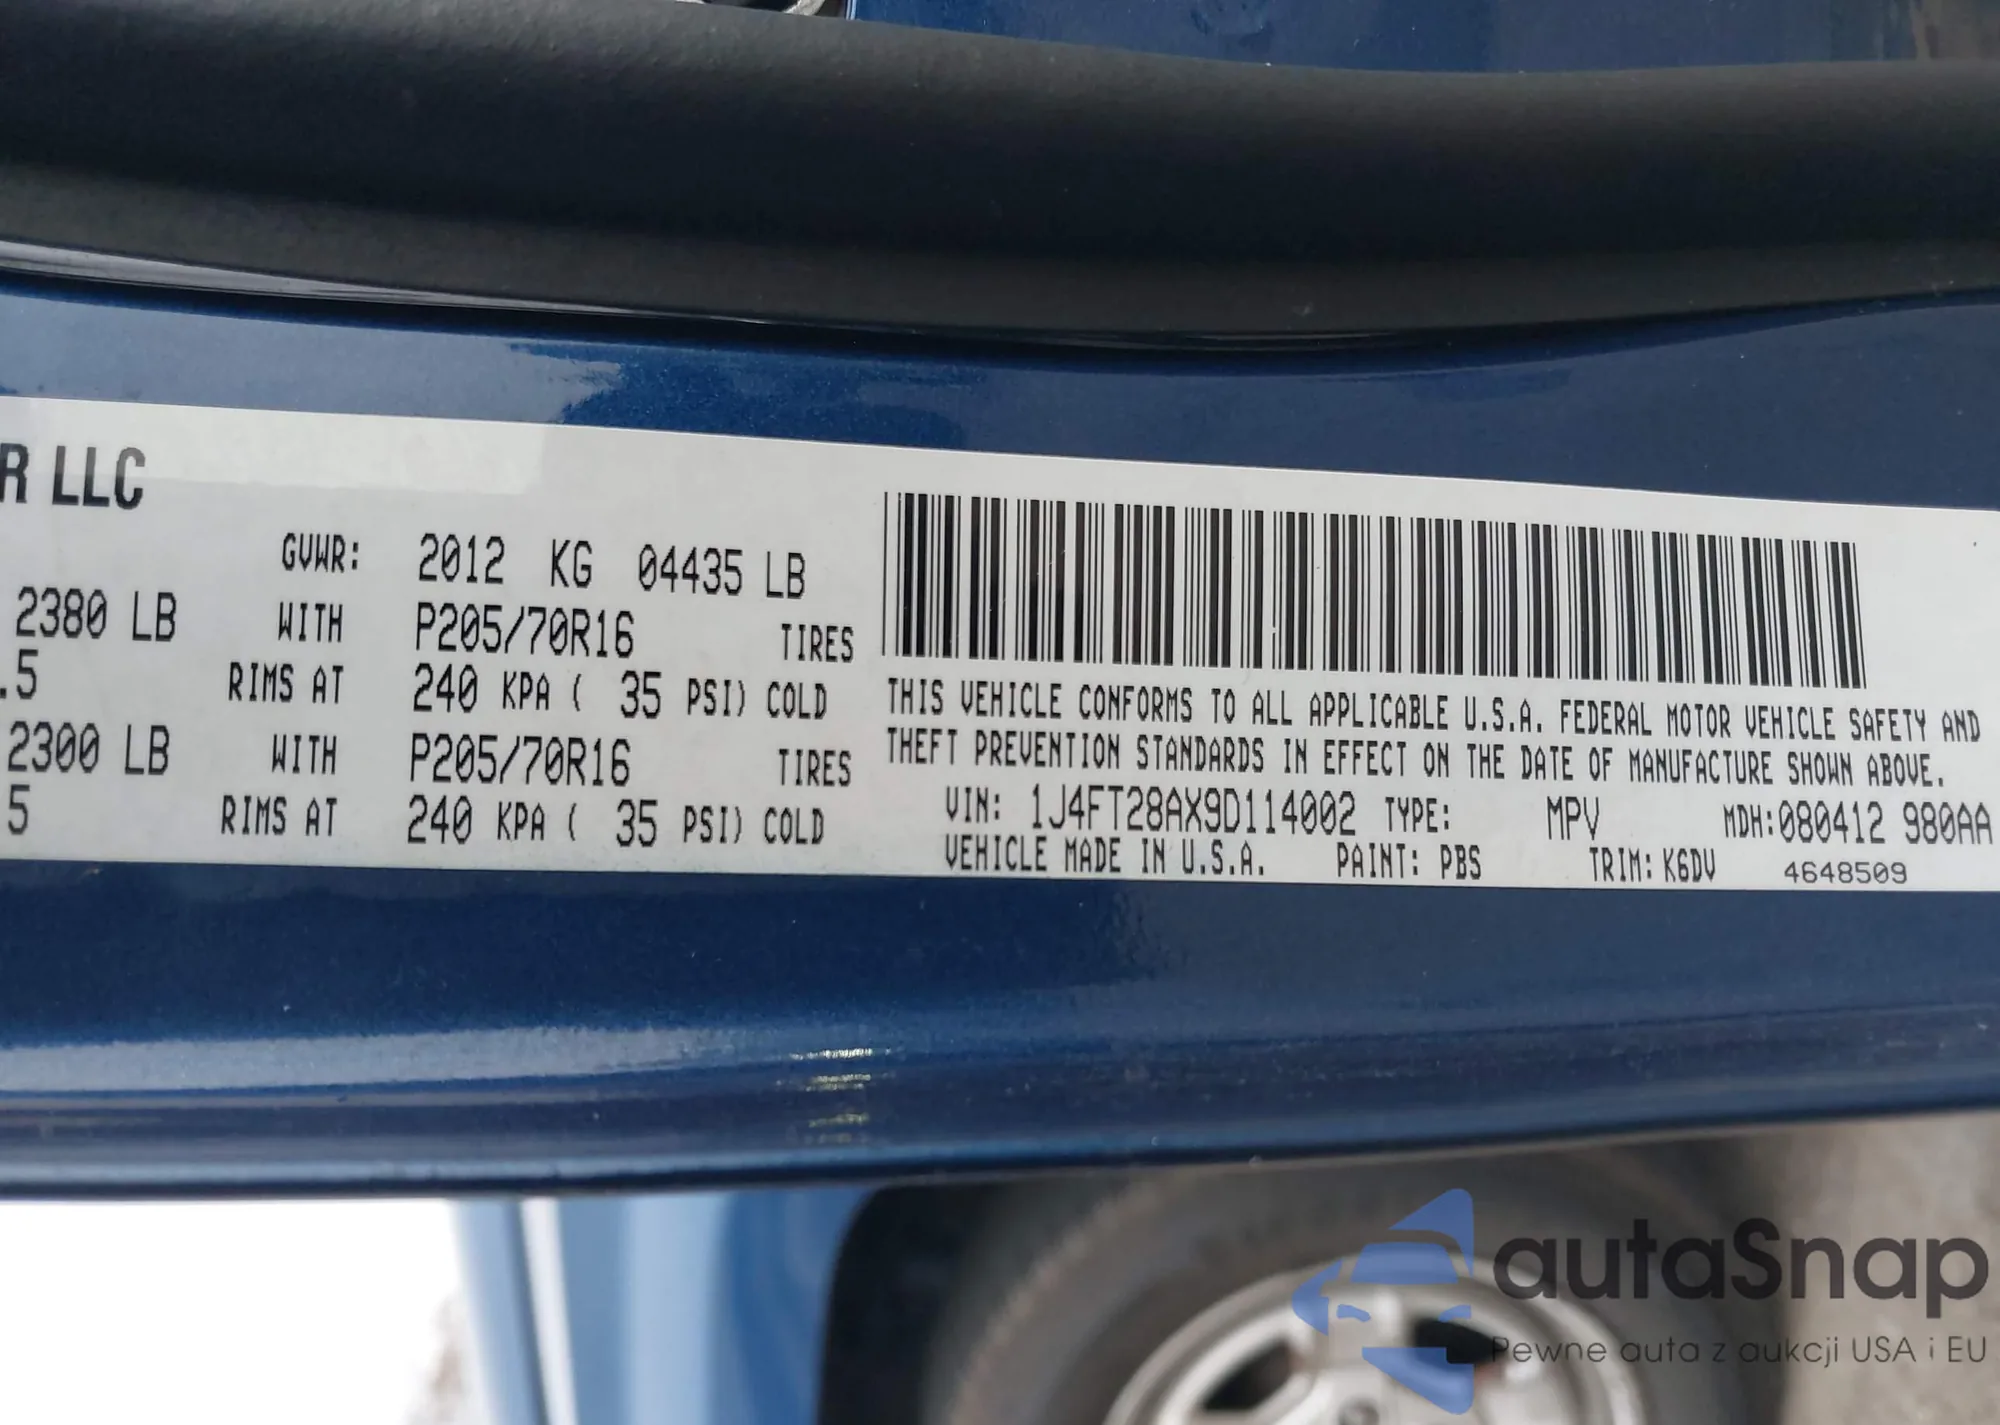 R LLC
GVWR: 2012 KG 04435 LB
2380 LB WITH P205/70R16 TIRES
.5 RIMS AT 240 KPA ( 35 PSI) COLD
2300 LB WITH P205/70R16 TIRES
5 RIMS AT 240 KPA ( 35 PSI) COLD
THIS VEHICLE CONFORMS TO ALL APPLICABLE U.S.A. FEDERAL MOTOR VEHICLE SAFETY AND
THEFT PREVENTION STANDARDS IN EFFECT ON THE DATE OF MANUFACTURE SHOWN ABOVE.
VIN: 1J4FT28AX9D114002 TYPE: MPV MDH:080412 980AA
VEHICLE MADE IN U.S.A. PAINT: PBS TRIM: K6DV 4648509
autaSnap
Pewne auta z aukcji USA i EU